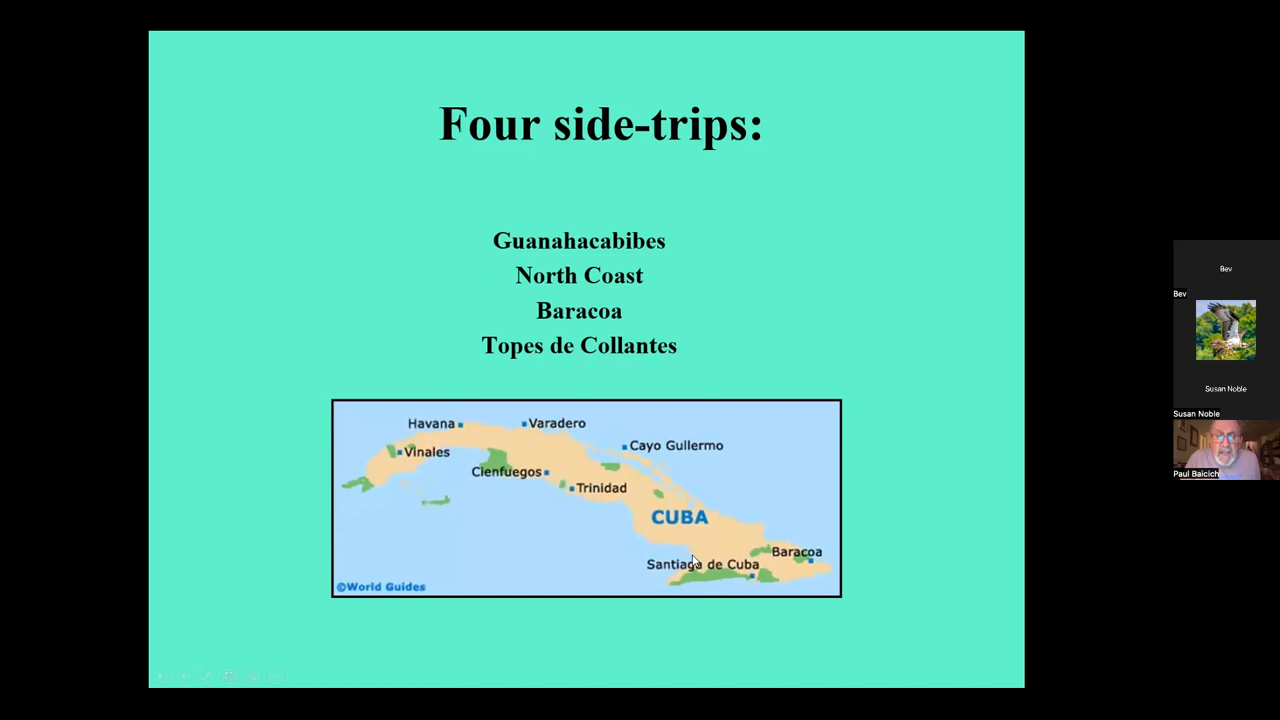 Four side-trips:
Guanahacabibes
North Coast
Baracoa
Topes de Collantes
Havana
Varadero
Cayo Gullermo
Vinales
Cienfuegos
Trinidad
CUBA
Baracoa
Santiago de Cuba
©World Guides
Bev
Bev
Susan Noble
Susan Noble
Paul Baicich